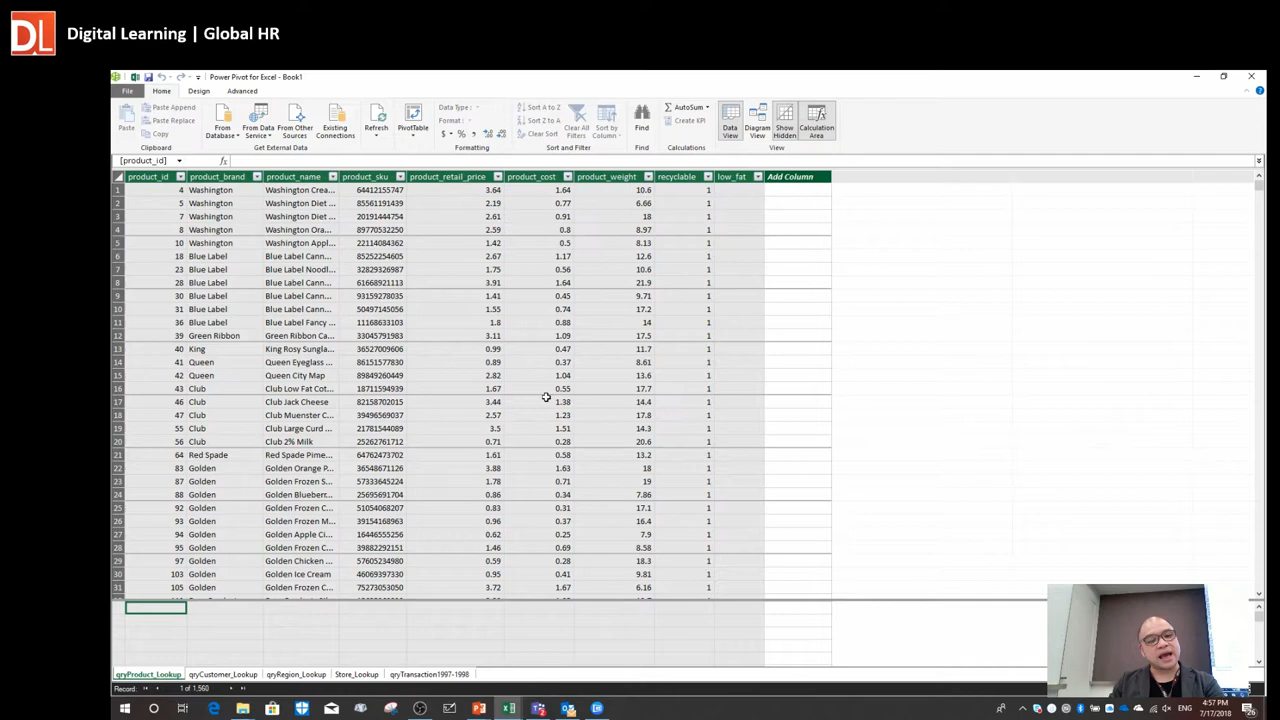 DL Digital Learning | Global HR
Power Pivot for Excel - Book1
File Home Design Advanced
Paste
Paste Append
Paste Replace
Copy
Clipboard
From Database
From Data Service
From Other Sources
Existing Connections
Get External Data
Refresh
PivotTable
Data Type :
Format :
$ % ,
Formatting
Sort A to Z
Sort Z to A
Clear Sort
Clear All Filters
Sort by Column
Sort and Filter
Find
Find
AutoSum
Create KPI
Calculations
Data View
Diagram View
Show Hidden
Calculation Area
View
[product_id] fx
product_id product_brand product_name product_sku product_retail_price product_cost product_weight recyclable low_fat Add Column
1 4 Washington Washington Crea... 64412155747 3.64 1.64 10.6 1
2 5 Washington Washington Diet ... 85561191439 2.19 0.77 6.66 1
3 7 Washington Washington Diet ... 20191444754 2.61 0.91 18 1
4 8 Washington Washington Ora... 89770532250 2.59 0.8 8.97 1
5 10 Washington Washington Appl... 22114084362 1.42 0.5 8.13 1
6 18 Blue Label Blue Label Cann... 85252254605 2.67 1.17 12.6 1
7 23 Blue Label Blue Label Noodl... 32829326987 1.75 0.56 10.6 1
8 28 Blue Label Blue Label Cann... 61668921113 3.91 1.64 21.9 1
9 30 Blue Label Blue Label Cann... 93159278035 1.41 0.45 9.71 1
10 31 Blue Label Blue Label Cann... 50497145056 1.55 0.74 17.2 1
11 36 Blue Label Blue Label Fancy ... 11168633103 1.8 0.88 14 1
12 39 Green Ribbon Green Ribbon Ca... 33045791983 3.11 1.09 17.5 1
13 40 King King Rosy Sungla... 36527009606 0.99 0.47 11.7 1
14 41 Queen Queen Eyeglass ... 86151577830 0.89 0.37 8.61 1
15 42 Queen Queen City Map 89849260449 2.82 1.04 13.6 1
16 43 Club Club Low Fat Cot... 18711594939 1.67 0.55 17.7 1
17 46 Club Club Jack Cheese 82158702015 3.44 1.38 14.4 1
18 47 Club Club Muenster C... 39496569037 2.57 1.23 17.8 1
19 55 Club Club Large Curd ... 21781544089 3.5 1.51 14.3 1
20 56 Club Club 2% Milk 25262761712 0.71 0.28 20.6 1
21 64 Red Spade Red Spade Pime... 64762473702 1.61 0.58 13.2 1
22 83 Golden Golden Orange P... 36548671126 3.88 1.63 18 1
23 87 Golden Golden Frozen S... 57333645224 1.78 0.71 19 1
24 88 Golden Golden Blueberr... 25695691704 0.86 0.34 7.86 1
25 92 Golden Golden Frozen C... 51054068207 0.83 0.31 17.1 1
26 93 Golden Golden Frozen M... 39154168963 0.96 0.37 16.4 1
27 94 Golden Golden Apple Ci... 16446555256 0.62 0.25 7.9 1
28 95 Golden Golden Frozen C... 39882292151 1.46 0.69 8.58 1
29 97 Golden Golden Chicken ... 57605234980 0.59 0.28 18.3 1
30 103 Golden Golden Ice Cream 46069397330 0.95 0.41 9.81 1
31 105 Golden Golden Frozen C... 75273053050 3.72 1.67 6.16 1
qryProduct_Lookup qryCustomer_Lookup qryRegion_Lookup Store_Lookup qryTransaction1997-1998
Record: 1 of 1,560
ENG
4:57 PM
7/17/2018
26